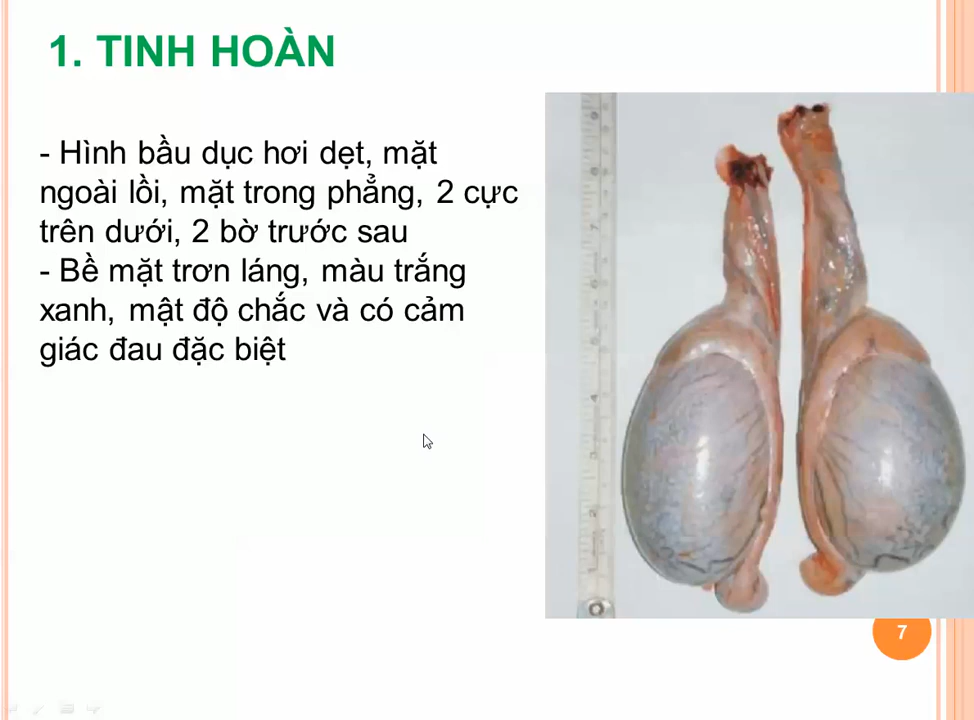 1. TINH HOÀN
- Hình bầu dục hơi dẹt, mặt
ngoài lồi, mặt trong phẳng, 2 cực
trên dưới, 2 bờ trước sau
- Bề mặt trơn láng, màu trắng
xanh, mật độ chắc và có cảm
giác đau đặc biệt
7